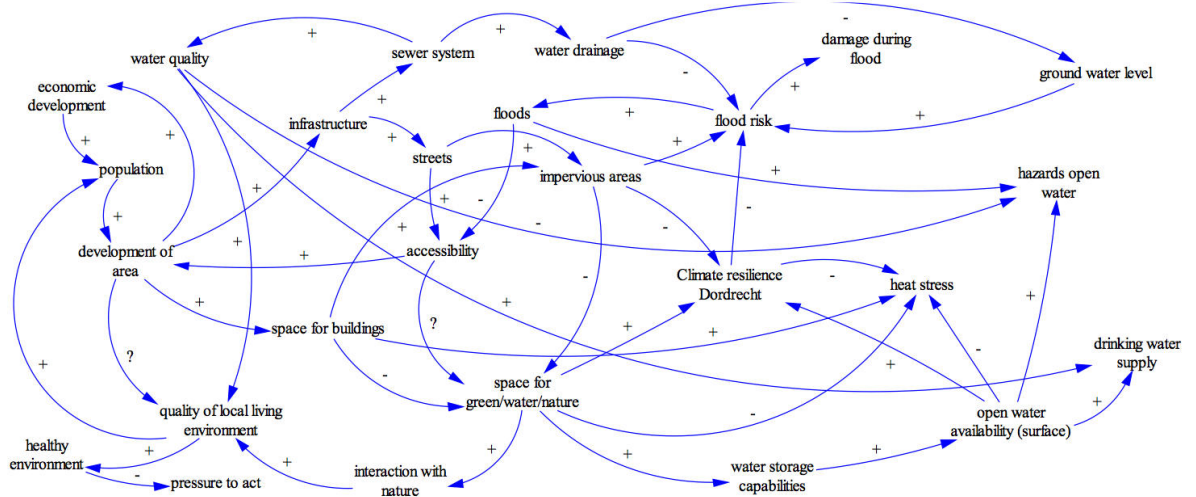 -
+
+
damage during
flood
sewer system
water drainage
water quality
-
ground water level
economic
development
+
+
floods
+
+
infrastructure
flood risk
+
+
+
+
streets
+
+
impervious areas
+
population
hazards open
water
+
+
-
-
-
+
+
-
+
+
accessibility
development of
area
-
Climate resilience
Dordrecht
-
heat stress
+
+
+
+
?
+
+
space for buildings
-
drinking water
supply
?
+
-
space for
green/water/nature
-
+
quality of local living
environment
open water
availability (surface)
healthy
environment
+
+
+
+
+
interaction with
nature
water storage
capabilities
-
pressure to act